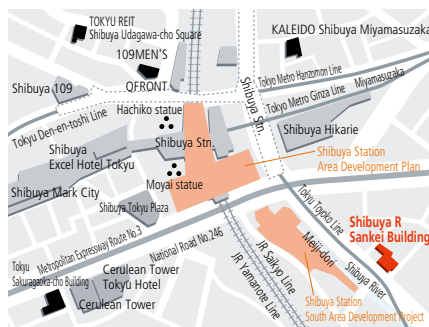 TOKYU REIT
Shibuya Udagawa-cho Square
KALEIDO Shibuya Miyamasuzaka
109MEN'S
QFRONT
Shibuya 109
Hachiko statue
Tokyo Metro Hanzomon Line
Miyamasuzaka
Tokyo Metro Ginza Line
Shibuya Stn.
Tokyu Den-en-toshi Line
Shibuya Hikarie
Shibuya
Excel Hotel Tokyu
Shibuya Stn.
Shibuya Station
Area Development Plan
Moyai statue
Shibuya Mark City
Shibuya Tokyu Plaza
Tokyu Topoko Line
Shibuya R
Sankei Building
Metropolitan Expressway Route No.3
National Road No.246
Meiji-dori
JR Saikyo Line
JR Yamanote Line
Shibuya River
Tokyu
Sakuragaoka-cho Building
Cerulean Tower
Tokyu Hotel
Cerulean Tower
Shibuya Station
South Area Development Project